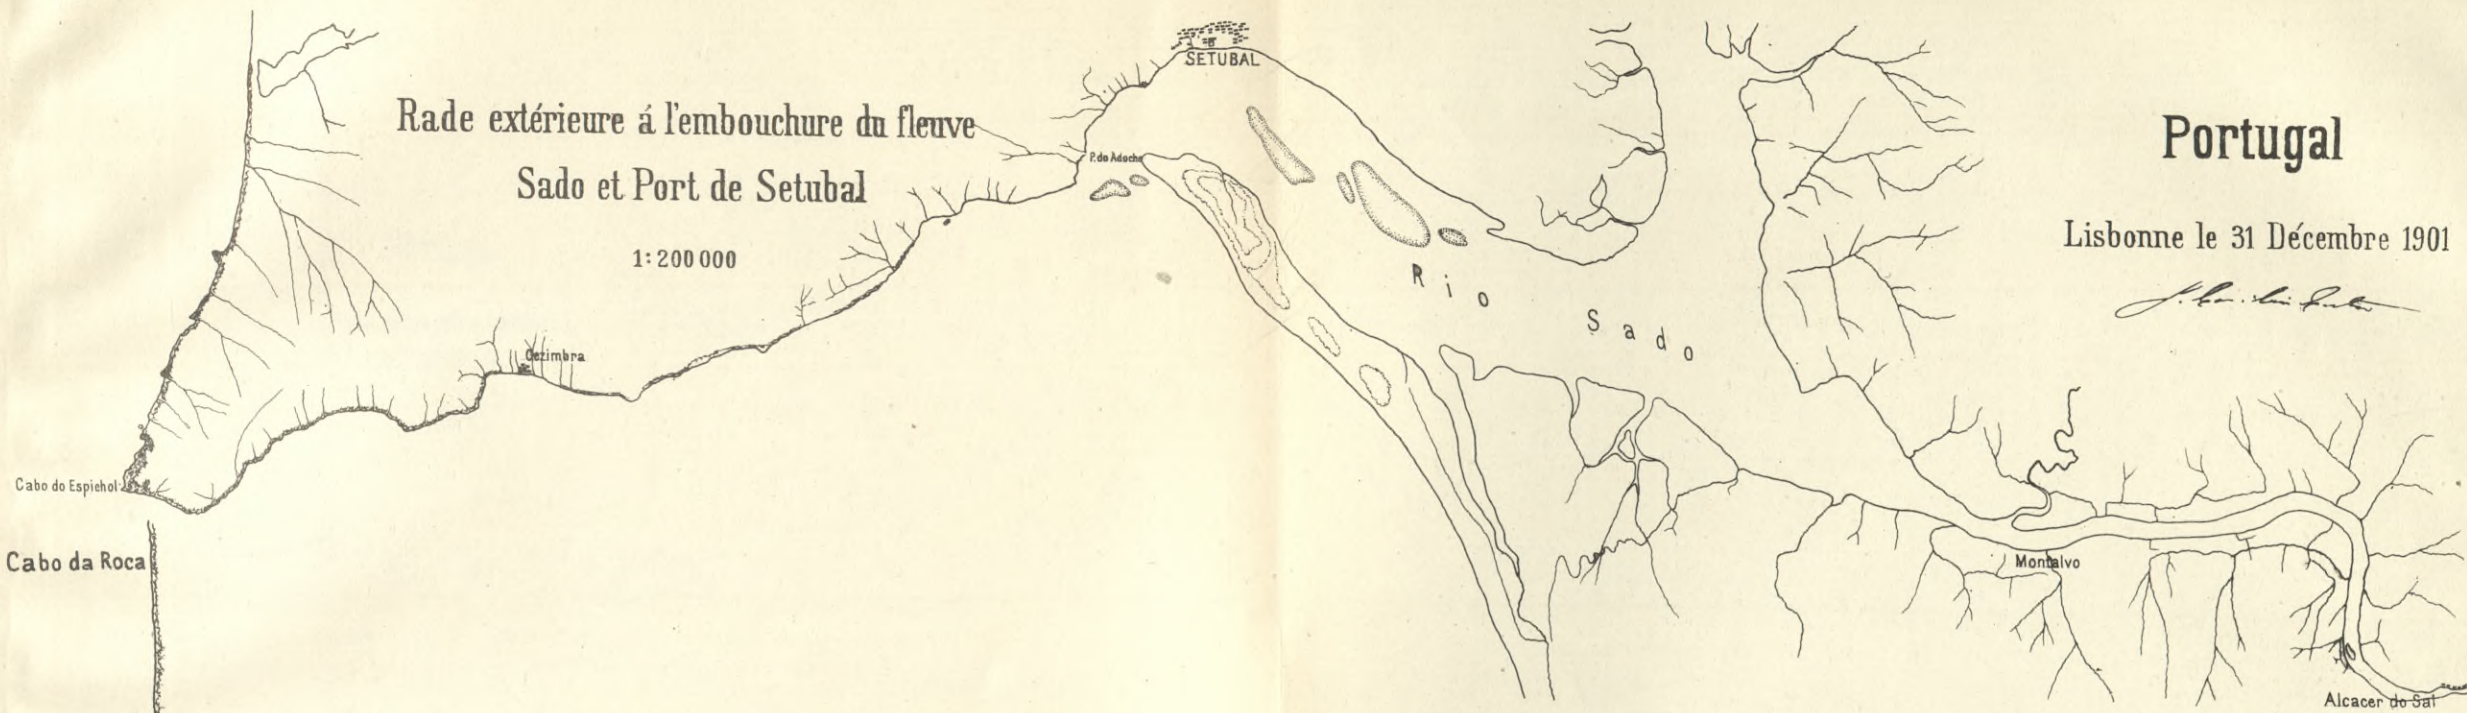 SETUBAL
Rade extérieure á l'embouchure du fleuve
Sado et Port de Setubal
1:200 000
P. do Adoche
Portugal
Lisbonne le 31 Décembre 1901
Rio Sado
Cezimbra
Cabo do Espichol
Cabo da Roca
Montalvo
Alcacer do Sal